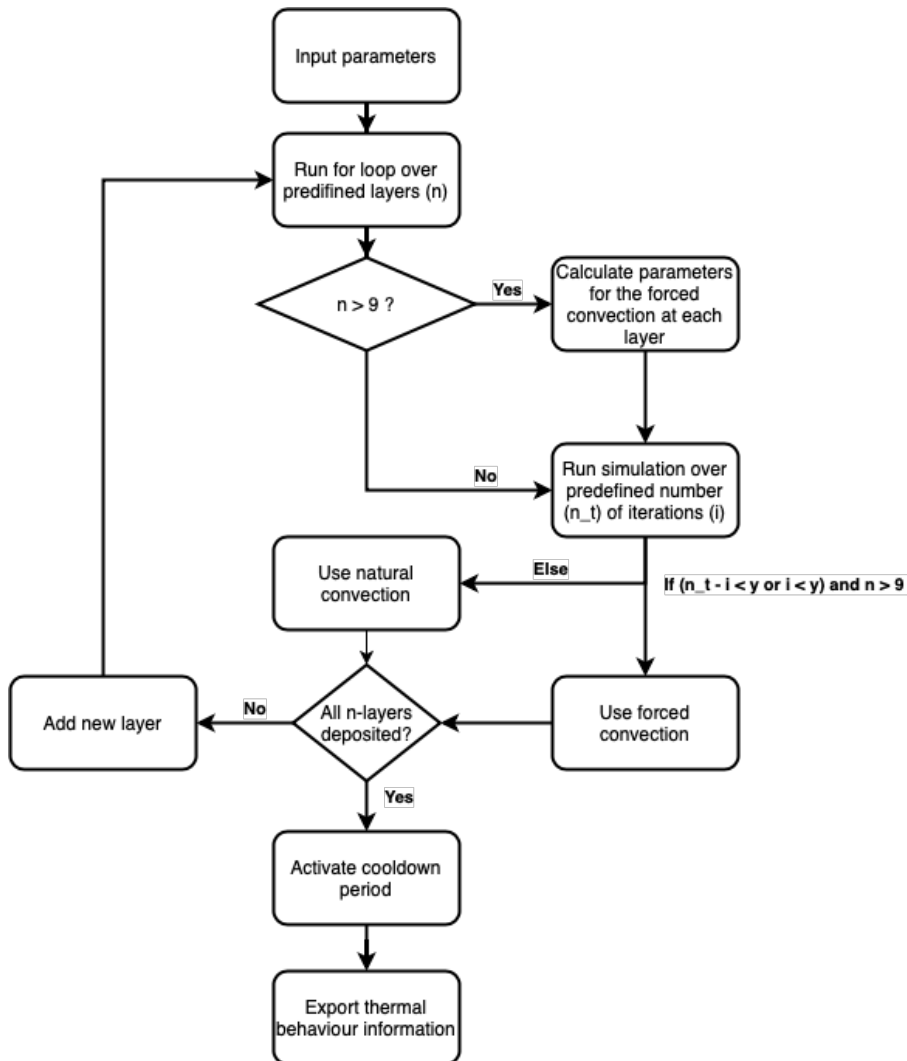 Input parameters
Run for loop over
predifined layers (n)
n > 9 ?
Yes
Calculate parameters
for the forced
convection at each
layer
No
Run simulation over
predefined number
(n_t) of iterations (i)
Else
If (n_t - i < y or i < y) and n > 9
Use natural
convection
Add new layer
No
All n-layers
deposited?
Use forced
convection
Yes
Activate cooldown
period
Export thermal
behaviour information